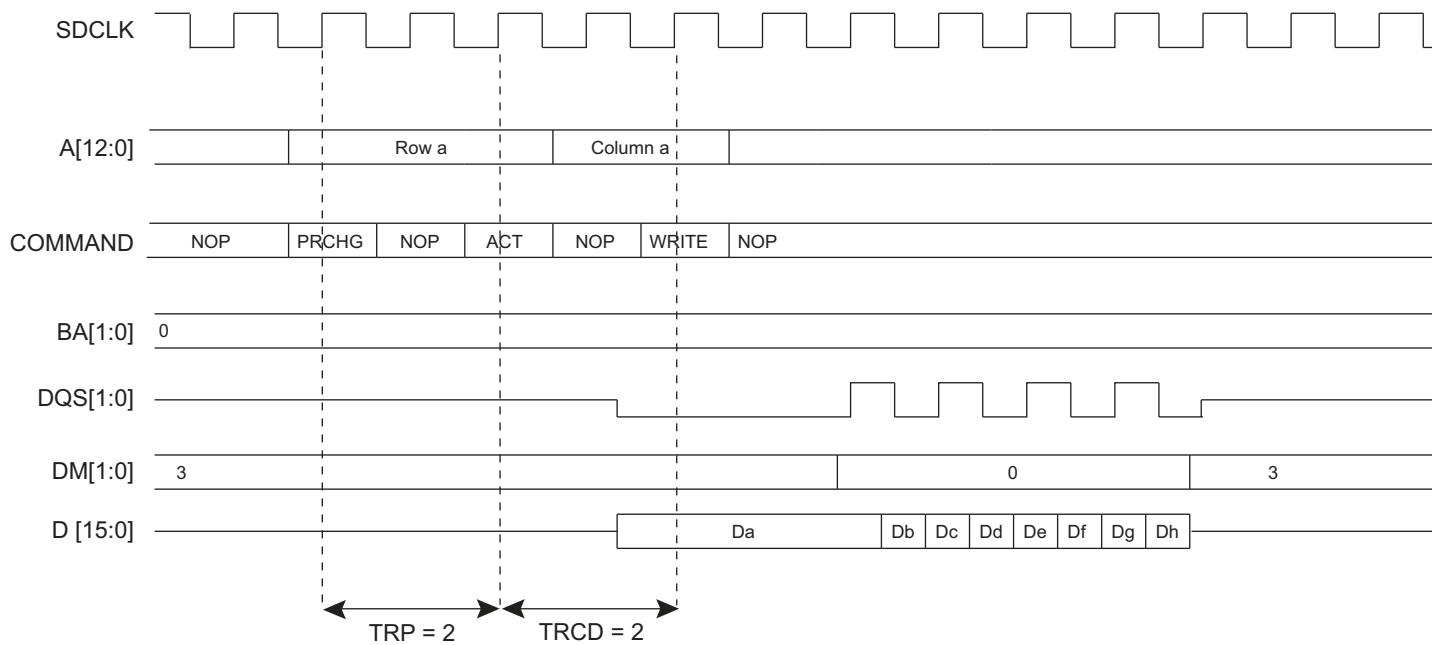 SDCLK
A[12:0] Row a Column a
COMMAND NOP PRCHG NOP ACT NOP WRITE NOP
BA[1:0] 0
DQS[1:0]
DM[1:0] 3 0 3
D [15:0] Da Db Dc Dd De Df Dg Dh
TRP = 2 TRCD = 2